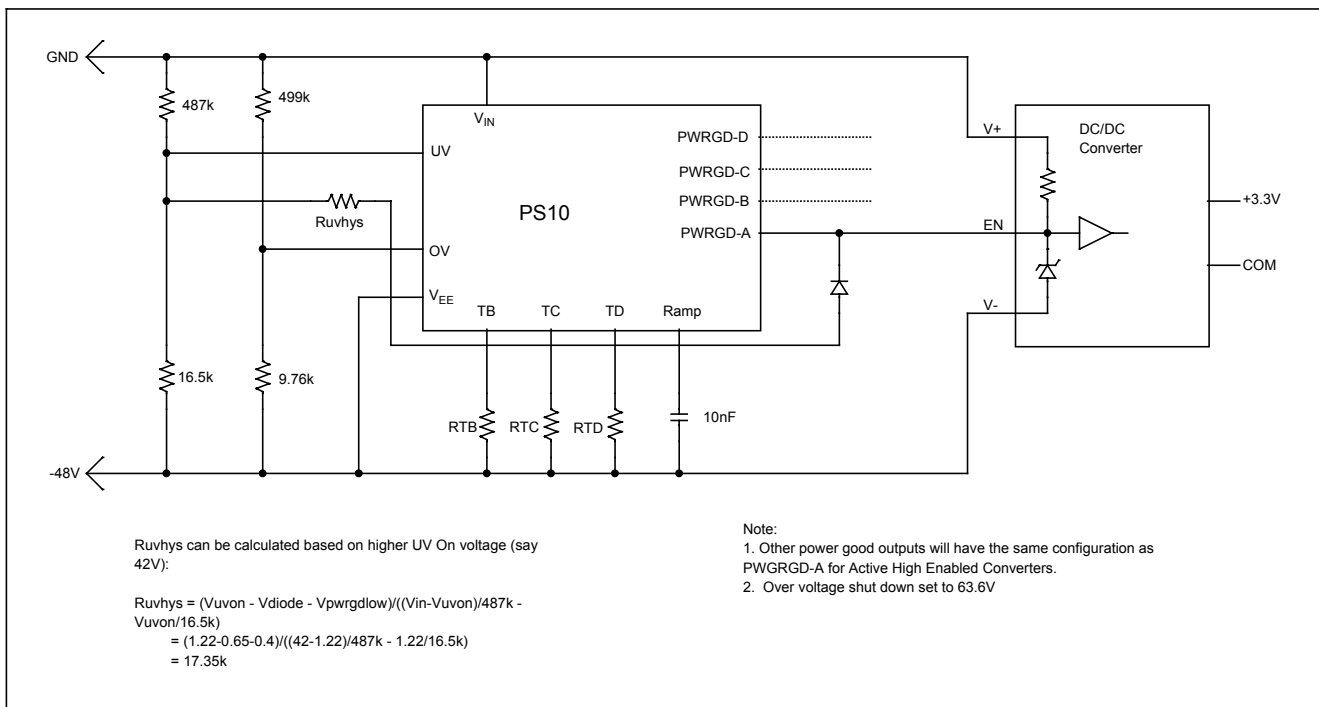 GND
487k
499k
VIN
UV
PWRGD-D
PWRGD-C
PWRGD-B
PWRGD-A
PS10
Ruvhys
OV
VEE
TB
TC
TD
Ramp
V+
DC/DC
Converter
+3.3V
EN
COM
V-
16.5k
9.76k
RTB
RTC
RTD
10nF
-48V
Ruvhys can be calculated based on higher UV On voltage (say
42V):
Ruvhys = (Vuvon - Vdiode - Vpwrgdlow)/((Vin-Vuvon)/487k -
Vuvon/16.5k)
= (1.22-0.65-0.4)/((42-1.22)/487k - 1.22/16.5k)
= 17.35k
Note:
1. Other power good outputs will have the same configuration as
PWGRGD-A for Active High Enabled Converters.
2. Over voltage shut down set to 63.6V